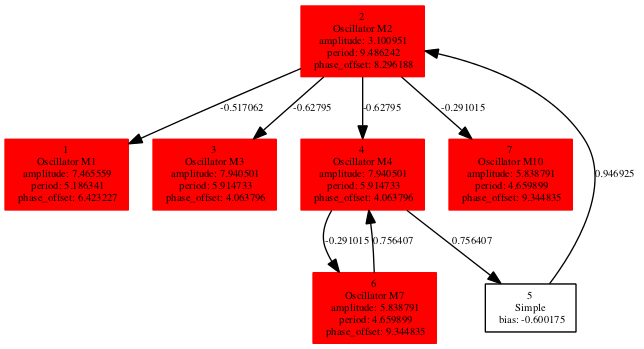 2
Oscillator M2
amplitude: 3.100951
period: 9.486242
phase_offset: 8.296188
-0.517062
-0.62795
-0.62795
-0.291015
1
Oscillator M1
amplitude: 7.465559
period: 5.186341
phase_offset: 6.423227
3
Oscillator M3
amplitude: 7.940501
period: 5.914733
phase_offset: 4.063796
4
Oscillator M4
amplitude: 7.940501
period: 5.914733
phase_offset: 4.063796
7
Oscillator M10
amplitude: 5.838791
period: 4.659899
phase_offset: 9.344835
0.946925
-0.291015
0.756407
0.756407
6
Oscillator M7
amplitude: 5.838791
period: 4.659899
phase_offset: 9.344835
5
Simple
bias: -0.600175